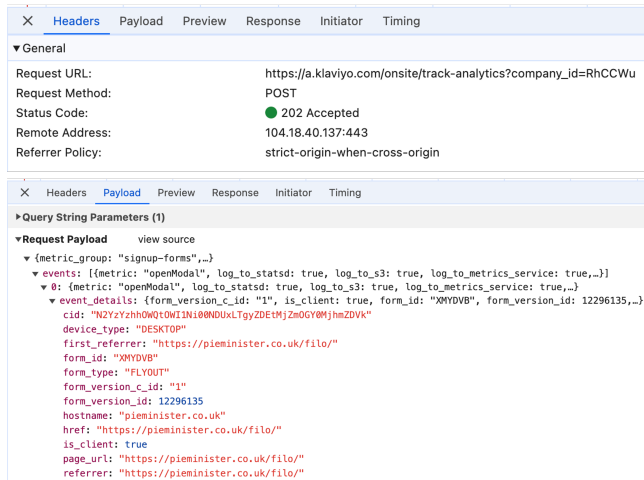 Headers Payload Preview Response Initiator Timing
General
Request URL: https://a.klaviyo.com/onsite/track-analytics?company_id=RhCCWu
Request Method: POST
Status Code: 202 Accepted
Remote Address: 104.18.40.137:443
Referrer Policy: strict-origin-when-cross-origin
Headers Payload Preview Response Initiator Timing
Query String Parameters (1)
Request Payload view source
{metric_group: "signup-forms",…}
events: [{metric: "openModal", log_to_statsd: true, log_to_s3: true, log_to_metrics_service: true,…}]
0: {metric: "openModal", log_to_statsd: true, log_to_s3: true, log_to_metrics_service: true,…}
event_details: {form_version_c_id: "1", is_client: true, form_id: "XMYDVB", form_version_id: 12296135,…}
cid: "N2YzYzhhOWQtOWI1Ni00NDUxLTgyZDEtMjZmOGY0MjhmZDVk"
device_type: "DESKTOP"
first_referrer: "https://pieminister.co.uk/filo/"
form_id: "XMYDVB"
form_type: "FLYOUT"
form_version_c_id: "1"
form_version_id: 12296135
hostname: "pieminister.co.uk"
href: "https://pieminister.co.uk/filo/"
is_client: true
page_url: "https://pieminister.co.uk/filo/"
referrer: "https://pieminister.co.uk/filo/"